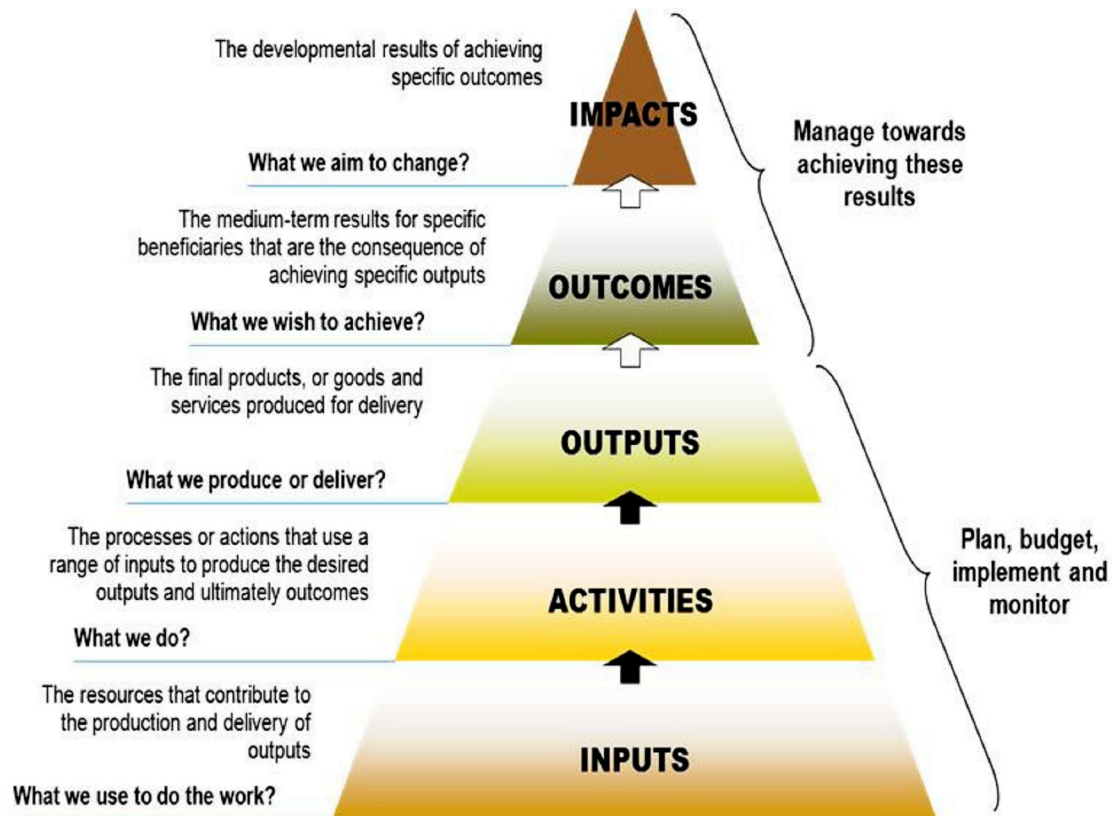 The developmental results of achieving
specific outcomes
IMPACTS
What we aim to change?
Manage towards
achieving these
results
The medium-term results for specific
beneficiaries that are the consequence of
achieving specific outputs
OUTCOMES
What we wish to achieve?
The final products, or goods and
services produced for delivery
OUTPUTS
What we produce or deliver?
The processes or actions that use a
range of inputs to produce the desired
outputs and ultimately outcomes
ACTIVITIES
What we do?
Plan, budget,
implement and
monitor
The resources that contribute to
the production and delivery of
outputs
INPUTS
What we use to do the work?